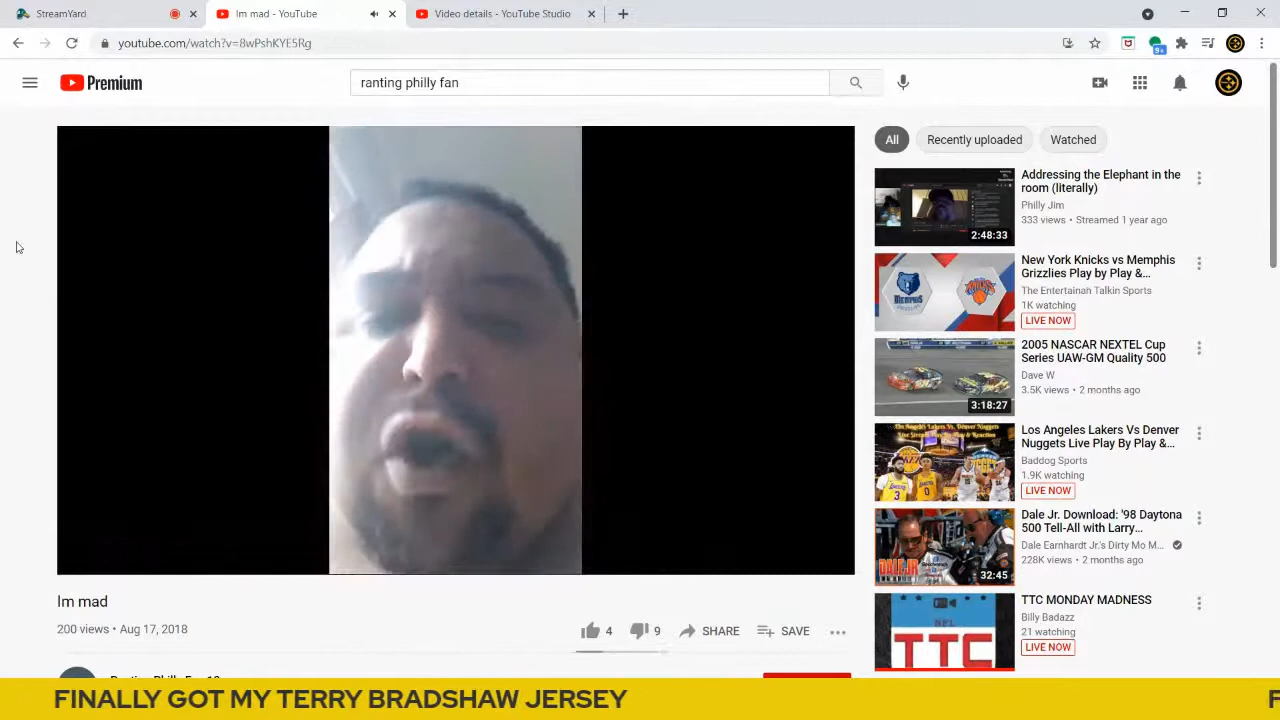 StreamYard
Im mad - YouTube
Video details - YouTube Studio
youtube.com/watch?v=8wPshKYE5Rg
9+
Premium
ranting philly fan
All
Recently uploaded
Watched
Addressing the Elephant in the
room (literally)
Philly Jim
333 views • Streamed 1 year ago
2:48:33
New York Knicks vs Memphis
Grizzlies Play by Play &...
The Entertainah Talkin Sports
1K watching
LIVE NOW
2005 NASCAR NEXTEL Cup
Series UAW-GM Quality 500
Dave W
3.5K views • 2 months ago
3:18:27
Los Angeles Lakers Vs Denver
Nuggets Live Play By Play &...
Baddog Sports
1.9K watching
LIVE NOW
Dale Jr. Download: '98 Daytona
500 Tell-All with Larry...
Dale Earnhardt Jr.'s Dirty Mo M...
228K views • 2 months ago
DALE JR
32:45
TTC MONDAY MADNESS
Billy Badazz
21 watching
LIVE NOW
NFL
TTC
Im mad
200 views • Aug 17, 2018
4
9
SHARE
SAVE
FINALLY GOT MY TERRY BRADSHAW JERSEY
F